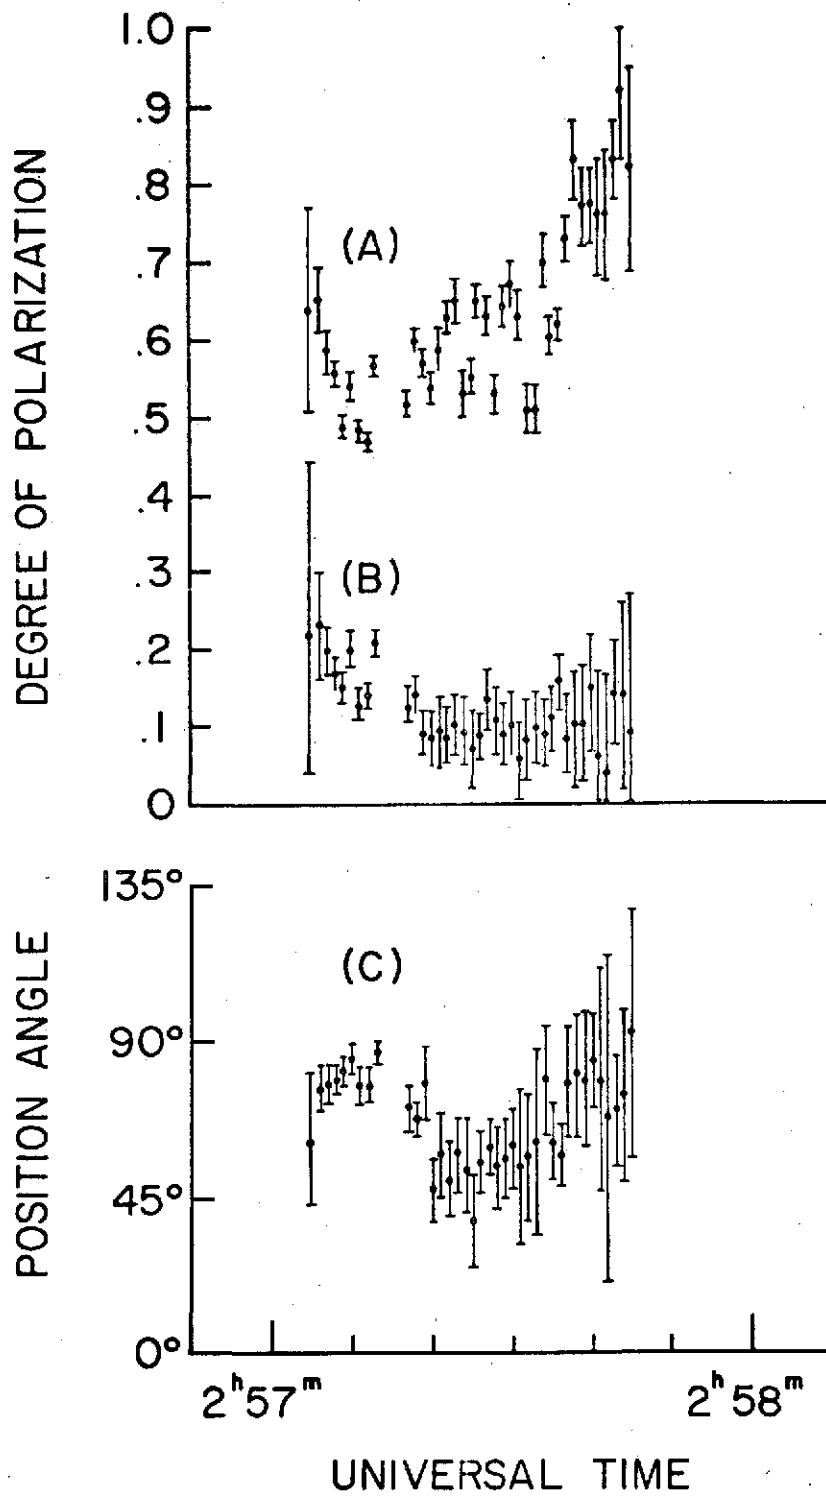 DEGREE OF POLARIZATION
1.0
.9
.8
.7
.6
.5
.4
.3
.2
.1
0
(A)
(B)
POSITION ANGLE
135°
90°
45°
0°
(C)
2ʰ57ᵐ
2ʰ58ᵐ
UNIVERSAL TIME